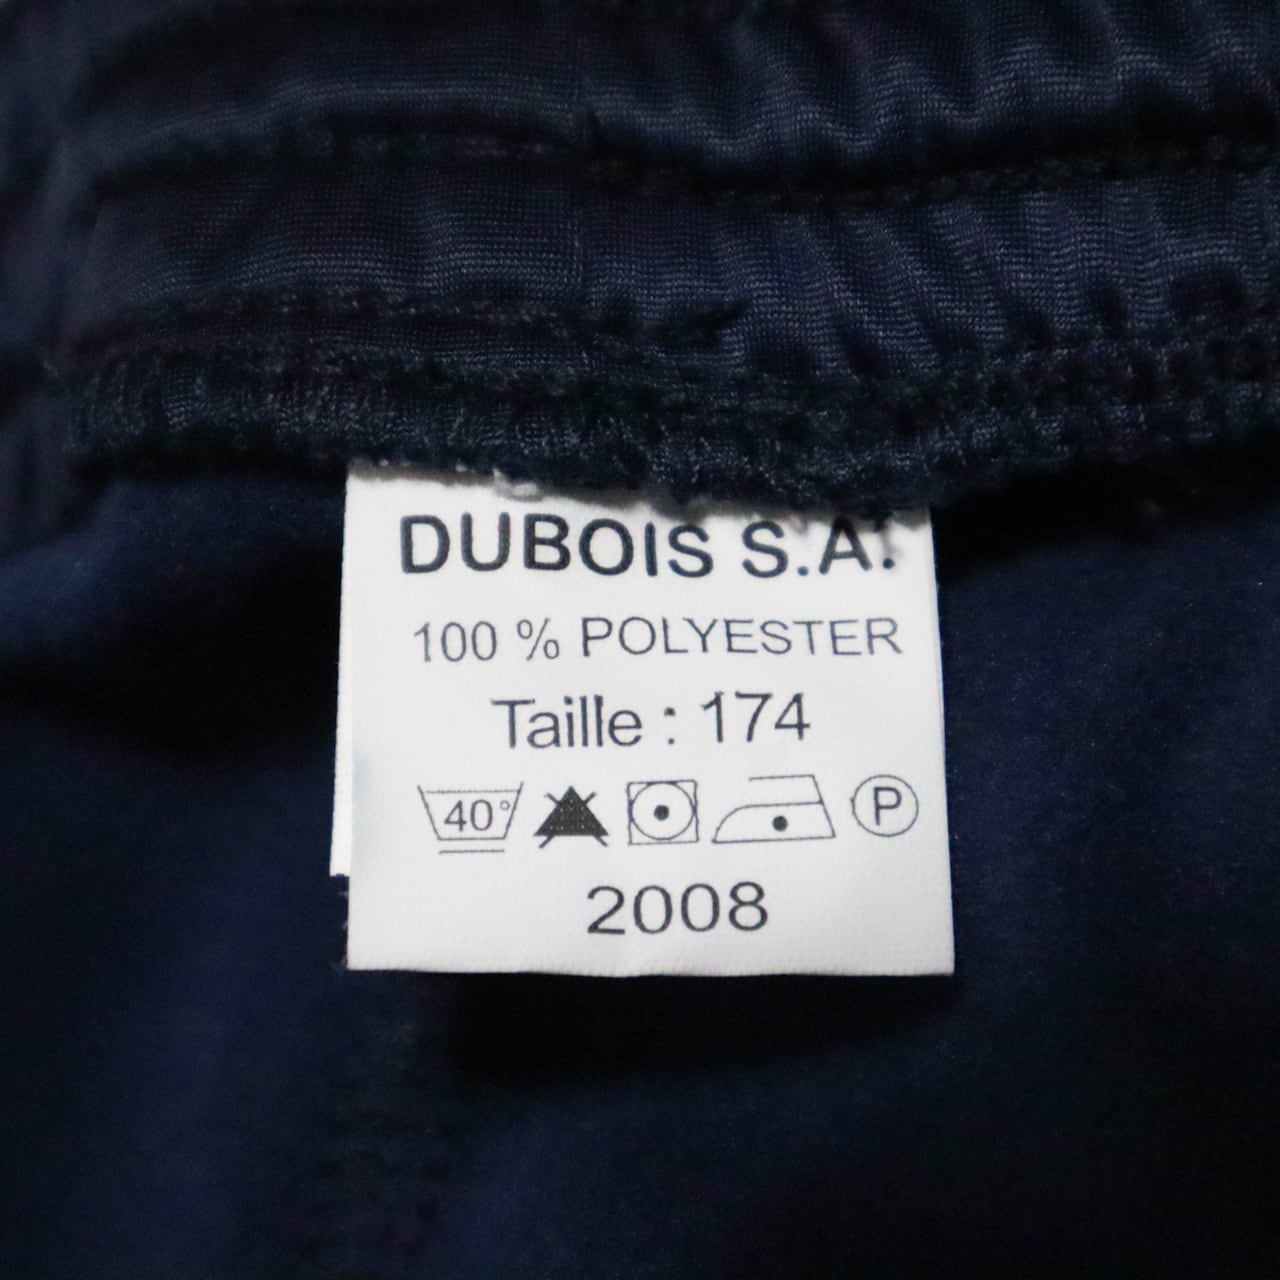 DUBOIS S.A.
100 % POLYESTER
Taille : 174
40° P
2008